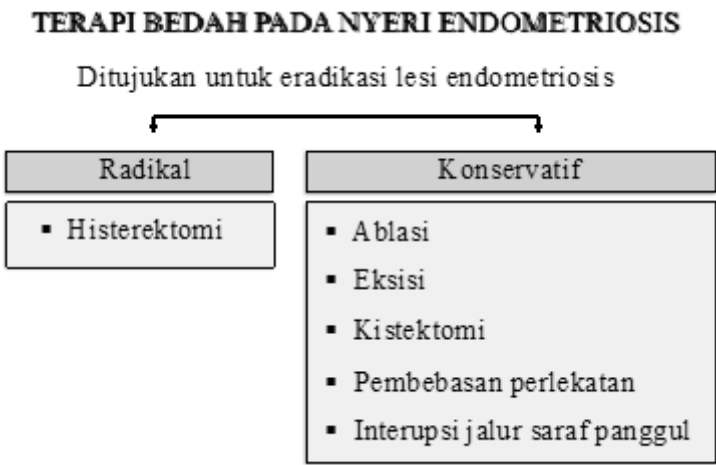 TERAPI BEDAH PADA NYERI ENDOMETRIOSIS
Ditujukan untuk eradikasi lesi endometriosis
Radikal
▪ Histerektomi
Konservatif
▪ Ablasi
▪ Eksisi
▪ Kistektomi
▪ Pembebasan perlekatan
▪ Interupsi jalur saraf panggul